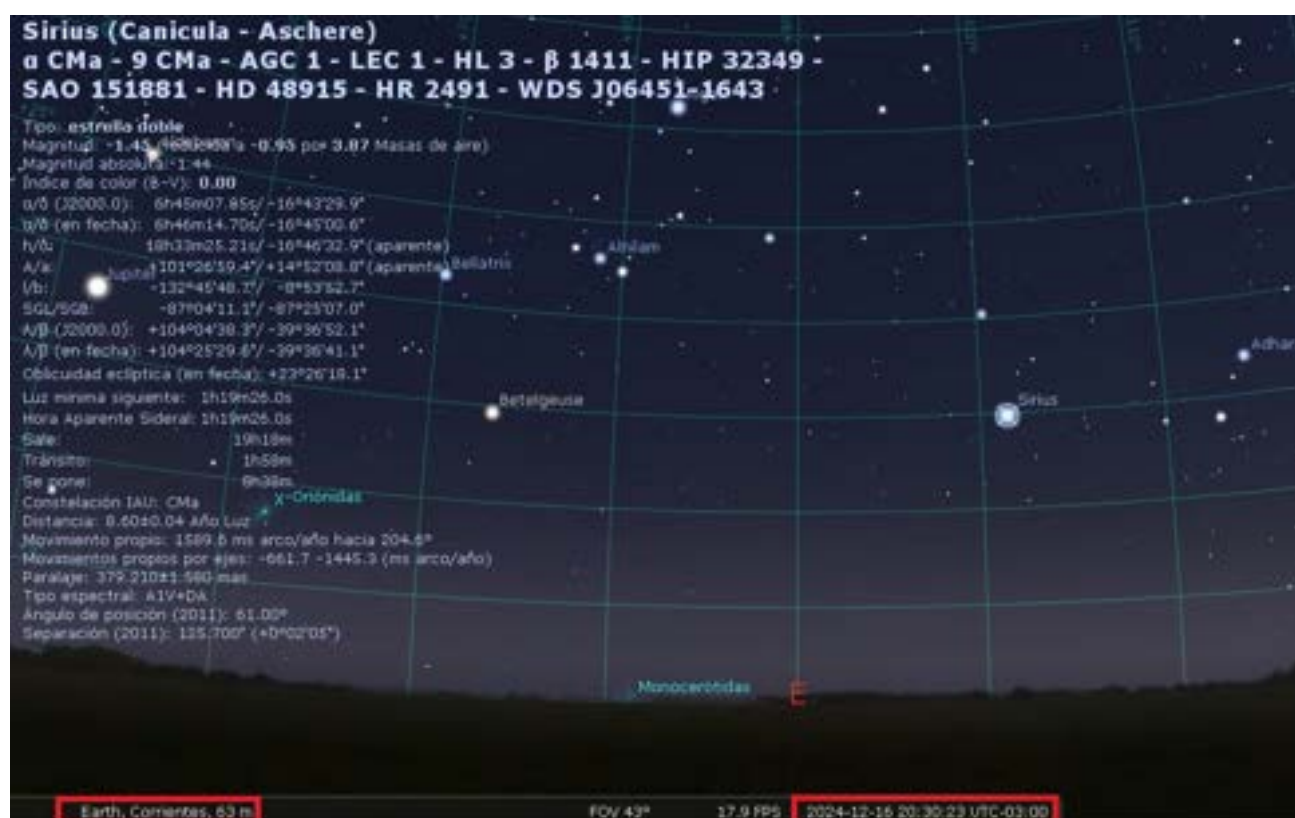 Sirius (Canicula - Aschere)
α CMa - 9 CMa - AGC 1 - LEC 1 - HL 3 - β 1411 - HIP 32349 -
SAO 151881 - HD 48915 - HR 2491 - WDS J06451-1643
Tipo: estrella doble
Magnitud: -1.45 (reducida a -0.95 por 3.87 Masas de aire)
Magnitud absoluta: -1.44
Índice de color (B-V): 0.00
α/δ (J2000.0): 6h45m07.85s/-16°43'29.9"
α/δ (en fecha): 6h46m14.70s/-16°45'00.6"
h/δ: 18h33m25.21s/-16°46'32.9" (aparente)
A/a: +101°26'59.4"/+14°52'08.8" (aparente)
Bellatrix
Alnilam
Júpiter
l/b: -132°45'48.7"/ -8°53'52.7"
SGL/SGB: -87°04'11.1"/-87°25'07.0"
λ/β (J2000.0): +104°04'38.3"/-39°36'52.1"
λ/β (en fecha): +104°25'29.6"/-39°36'41.1"
Adhara
Oblicuidad eclíptica (en fecha): +23°26'18.1"
Luz mínima siguiente: 1h19m26.0s
Betelgeuse
Sirius
Hora Aparente Sideral: 1h19m26.0s
Sale: 19h18m
Tránsito: 1h58m
Se pone: 8h38m
χ-Oriónidas
Constelación IAU: CMa
Distancia: 8.60±0.04 Año Luz
Movimiento propio: 1589.6 ms arco/año hacia 204.6°
Movimientos propios por ejes: -661.7 -1445.3 (ms arco/año)
Paralaje: 379.210±1.580 mas
Tipo espectral: A1V+DA
Ángulo de posición (2011): 61.00°
Separación (2011): 125.700" (+0°02'05")
Monocerótidas
E
Earth, Corrientes, 63 m
FOV 43°
17.9 FPS
2024-12-16 20:30:23 UTC-03:00